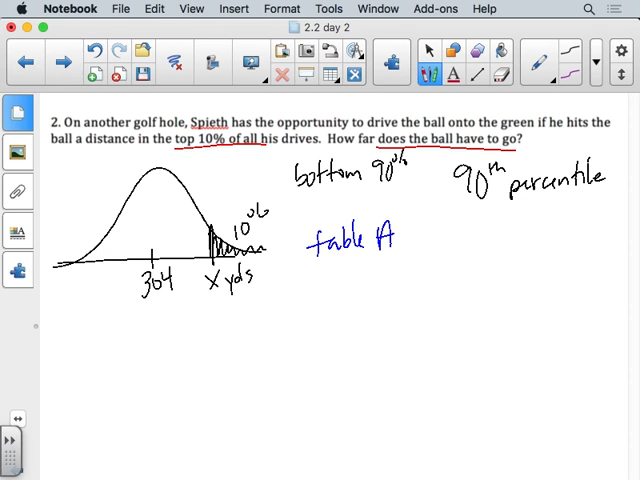 Notebook File Edit View Insert Format Tools Window Add-ons Help
2.2 day 2
2. On another golf hole, Spieth has the opportunity to drive the ball onto the green if he hits the
ball a distance in the top 10% of all his drives.  How far does the ball have to go?
bottom 90%
90th percentile
10%
table A
304
x yds